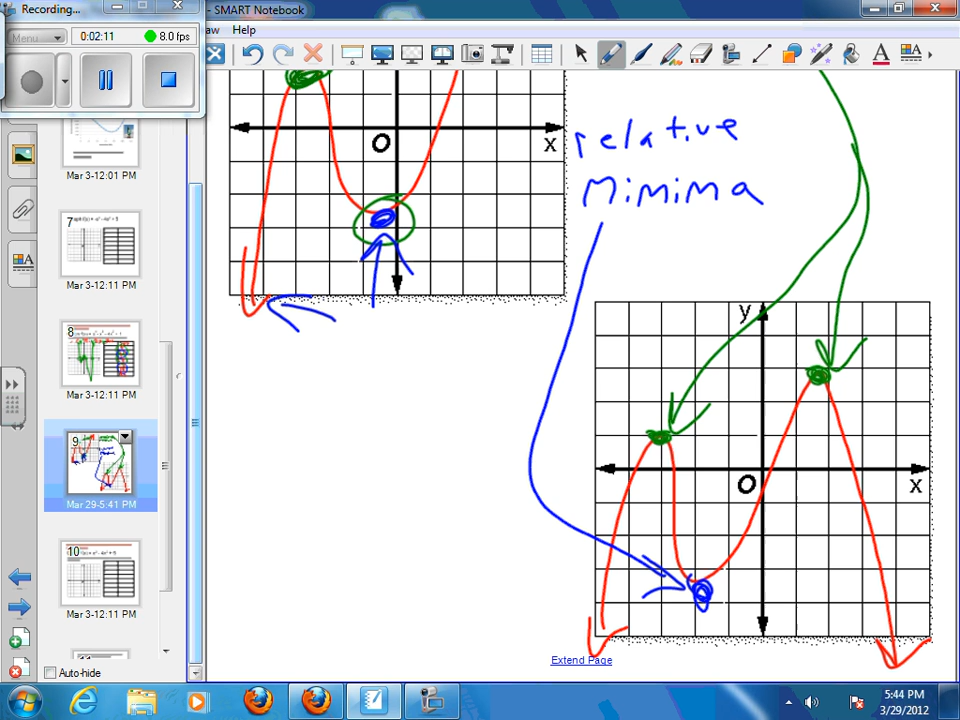 Recording...
SMART Notebook
Menu
0:02:11
8.0 fps
aw Help
Mar 3-12:01 PM
7
Mar 3-12:11 PM
8
Mar 3-12:11 PM
9
Mar 29-5:41 PM
10
Mar 3-12:11 PM
Auto-hide
O
x
relative
Minima
y
O
x
Extend Page
5:44 PM
3/29/2012